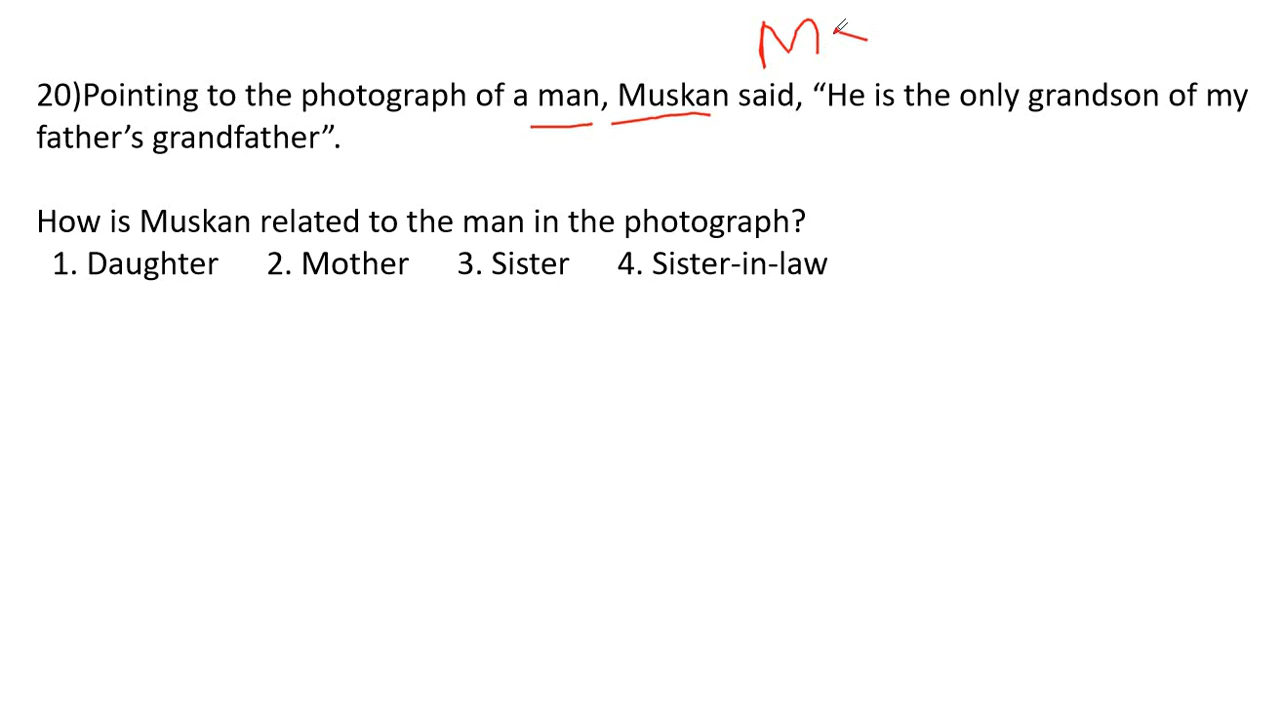 M
20)Pointing to the photograph of a man, Muskan said, “He is the only grandson of my
father’s grandfather”.
How is Muskan related to the man in the photograph?
1. Daughter 2. Mother 3. Sister 4. Sister-in-law